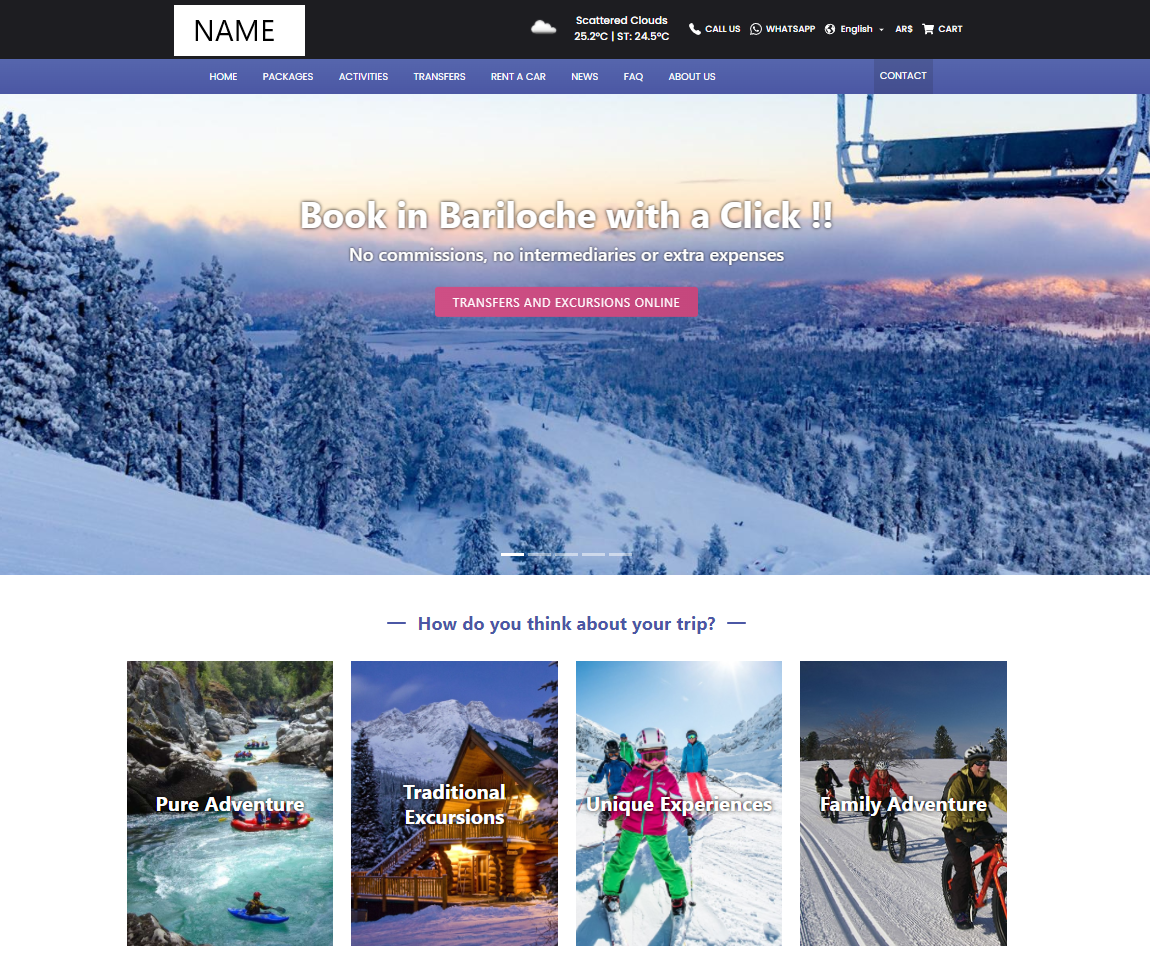 NAME
Scattered Clouds
25.2°C | ST: 24.5°C
CALL US
WHATSAPP
English
AR$
CART
HOME
PACKAGES
ACTIVITIES
TRANSFERS
RENT A CAR
NEWS
FAQ
ABOUT US
CONTACT
Book in Bariloche with a Click !!
No commissions, no intermediaries or extra expenses
TRANSFERS AND EXCURSIONS ONLINE
How do you think about your trip?
Pure Adventure
Traditional
Excursions
Unique Experiences
Family Adventure